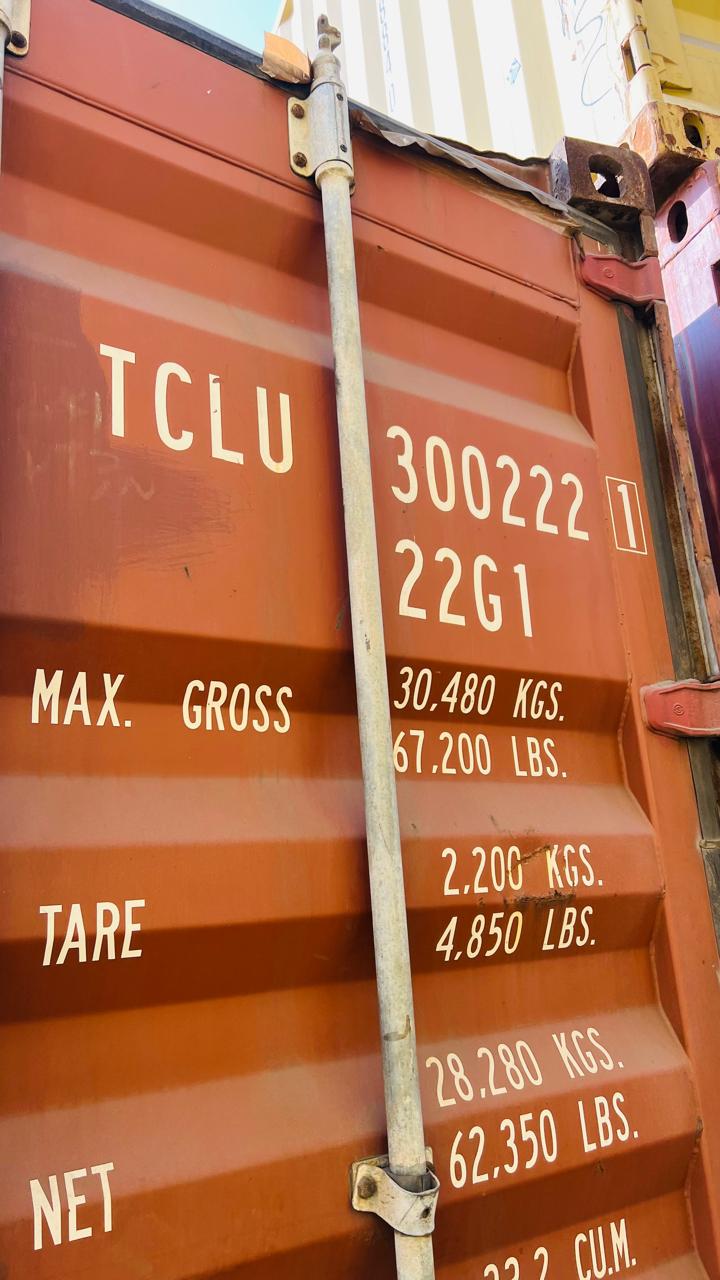 TCLU 300222 1
22G1
MAX. GROSS 30,480 KGS.
67,200 LBS.
TARE 2,200 KGS.
4,850 LBS.
NET 28,280 KGS.
62,350 LBS.
CU.M.